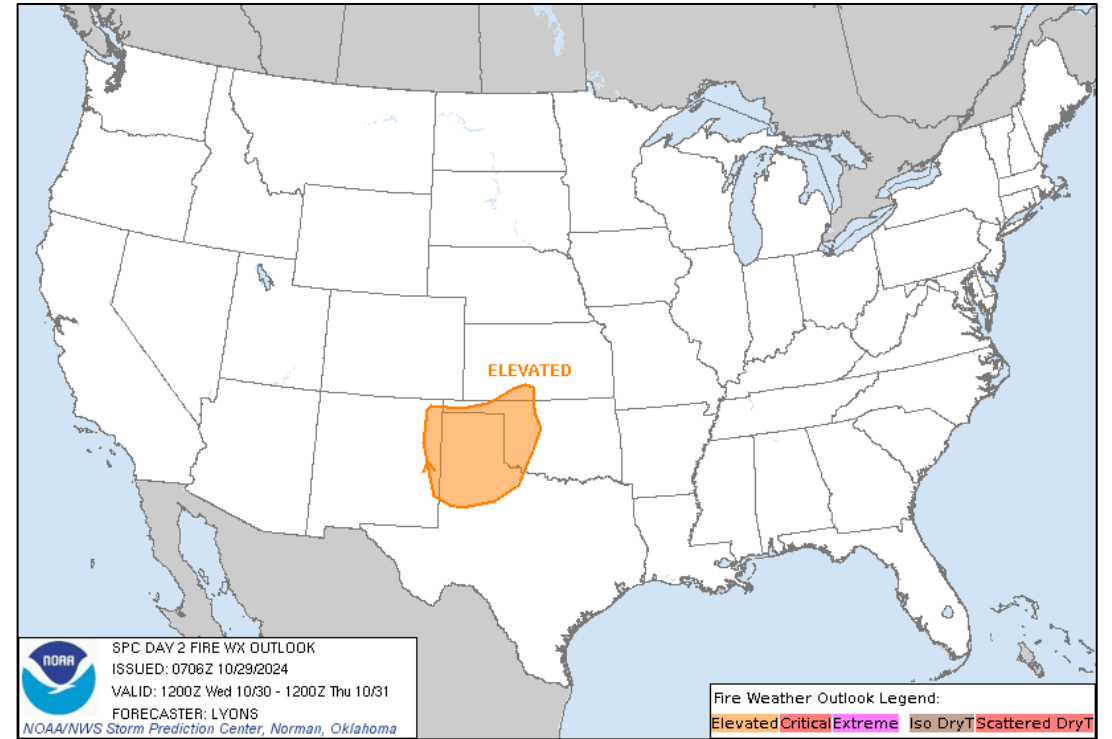 ELEVATED
NOAA
SPC DAY 2 FIRE WX OUTLOOK
ISSUED: 0706Z 10/29/2024
VALID: 1200Z Wed 10/30 - 1200Z Thu 10/31
FORECASTER: LYONS
NOAA/NWS Storm Prediction Center, Norman, Oklahoma
Fire Weather Outlook Legend:
Elevated Critical Extreme Iso DryT Scattered DryT